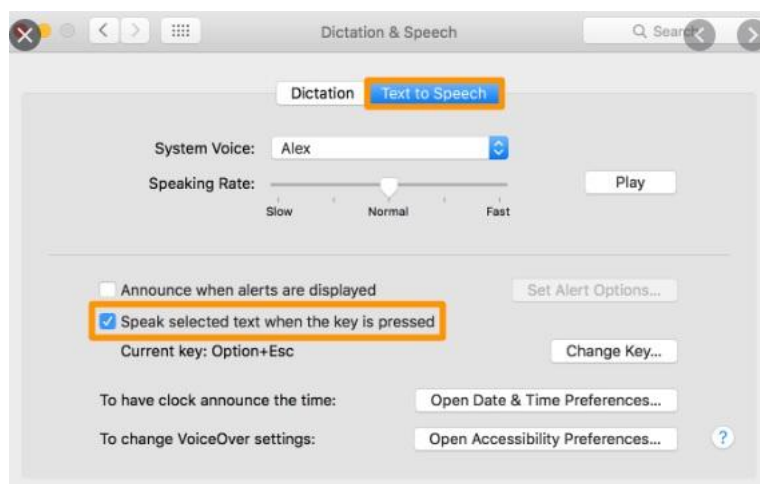 Dictation & Speech
Dictation Text to Speech
System Voice: Alex
Speaking Rate:
Play
Slow Normal Fast
Announce when alerts are displayed Set Alert Options...
Speak selected text when the key is pressed
Current key: Option+Esc Change Key...
To have clock announce the time: Open Date & Time Preferences...
To change VoiceOver settings: Open Accessibility Preferences... ?